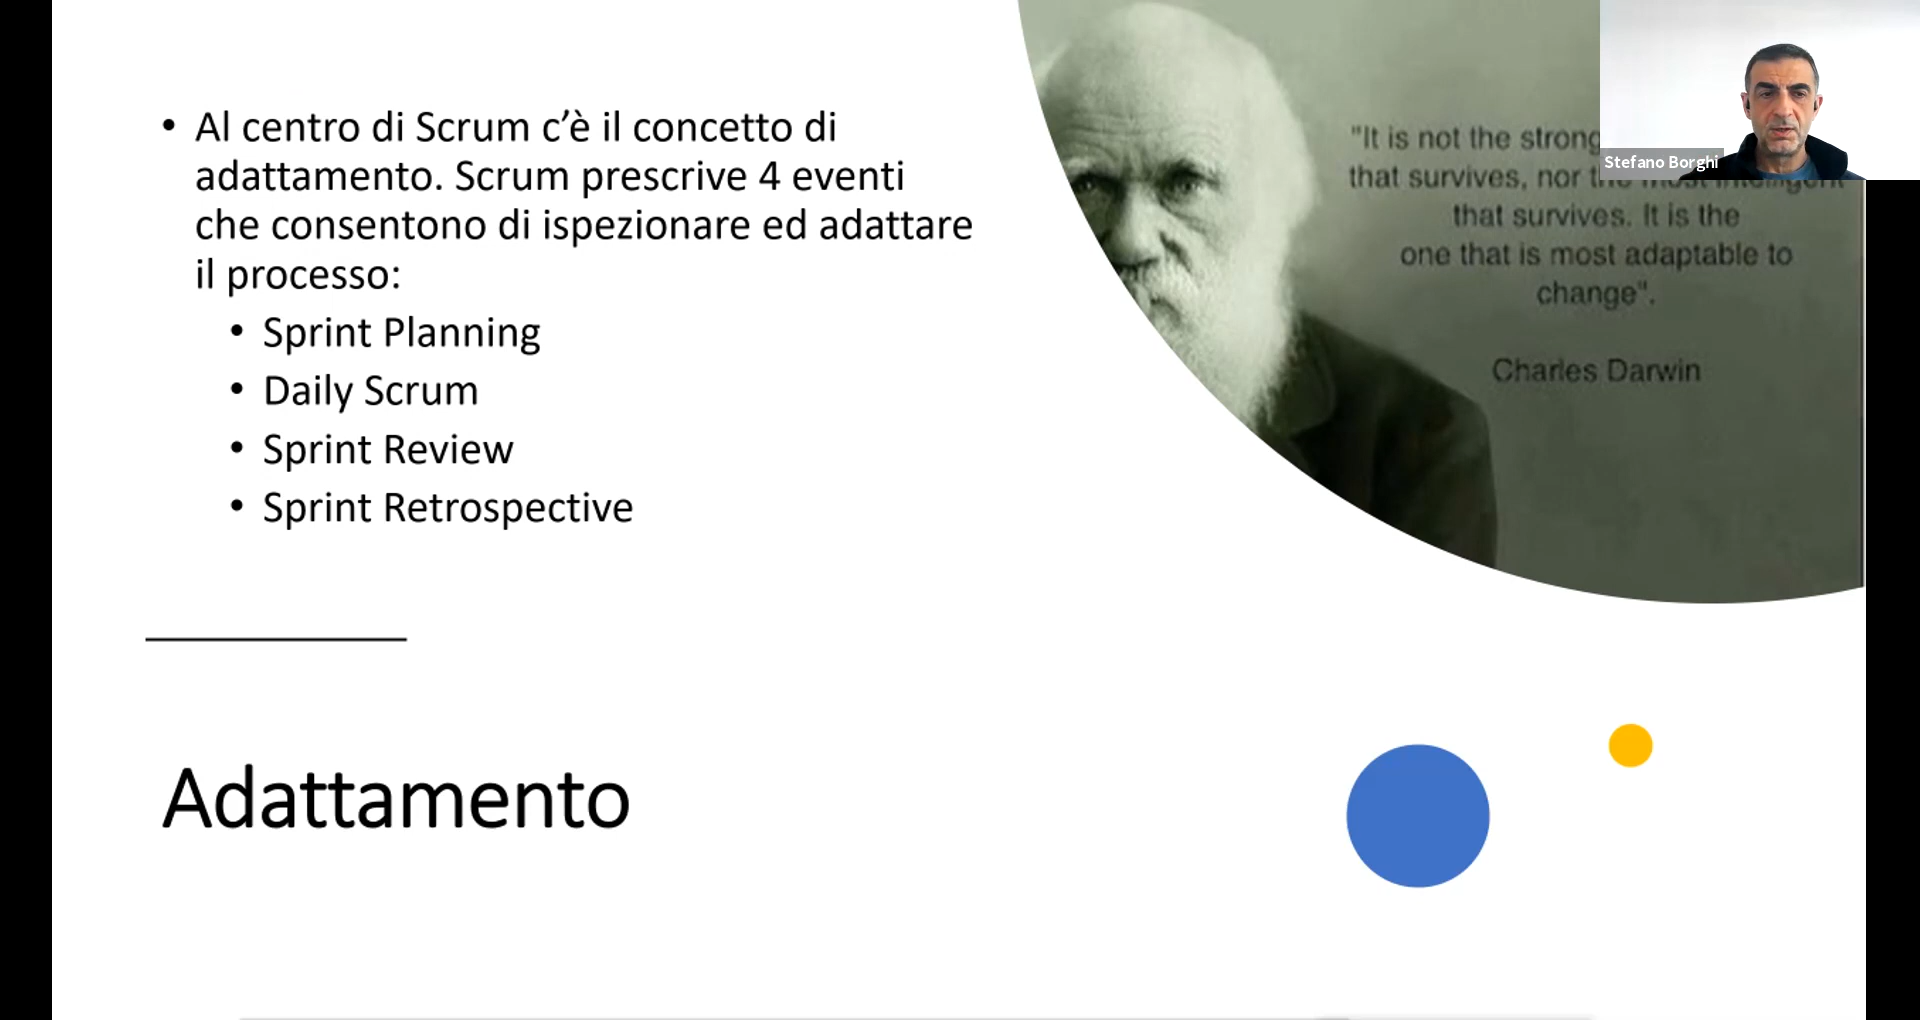 • Al centro di Scrum c’è il concetto di
adattamento. Scrum prescrive 4 eventi
che consentono di ispezionare ed adattare
il processo:
• Sprint Planning
• Daily Scrum
• Sprint Review
• Sprint Retrospective
Adattamento
"It is not the strong
that survives, nor the most intelligent
that survives. It is the
one that is most adaptable to
change".
Charles Darwin
Stefano Borghi